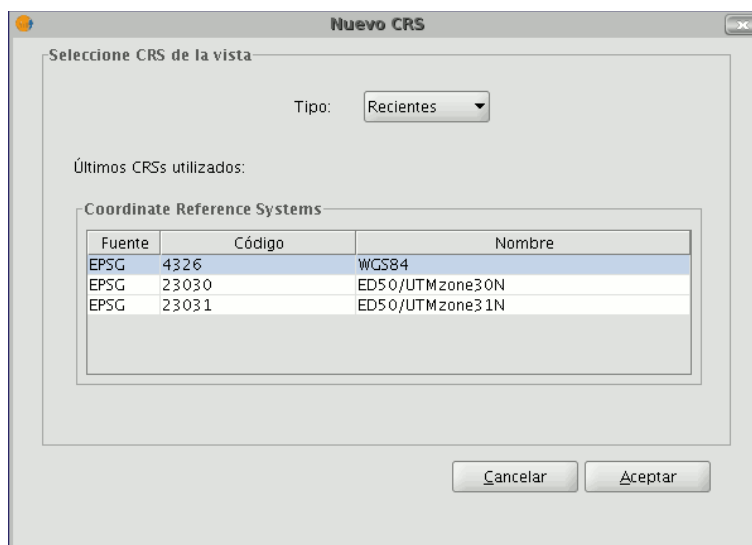 Nuevo CRS
Seleccione CRS de la vista
Tipo: Recientes
Últimos CRSs utilizados:
Coordinate Reference Systems
Fuente Código Nombre
EPSG 4326 WGS84
EPSG 23030 ED50/UTMzone30N
EPSG 23031 ED50/UTMzone31N
Cancelar Aceptar